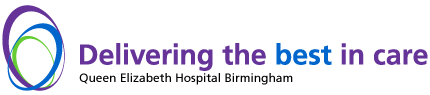 Delivering the best in care
Queen Elizabeth Hospital Birmingham